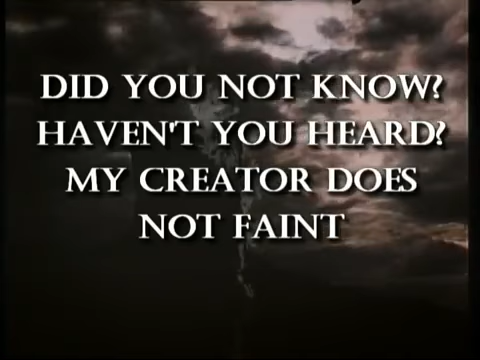 DID YOU NOT KNOW?
HAVEN'T YOU HEARD?
MY CREATOR DOES
NOT FAINT